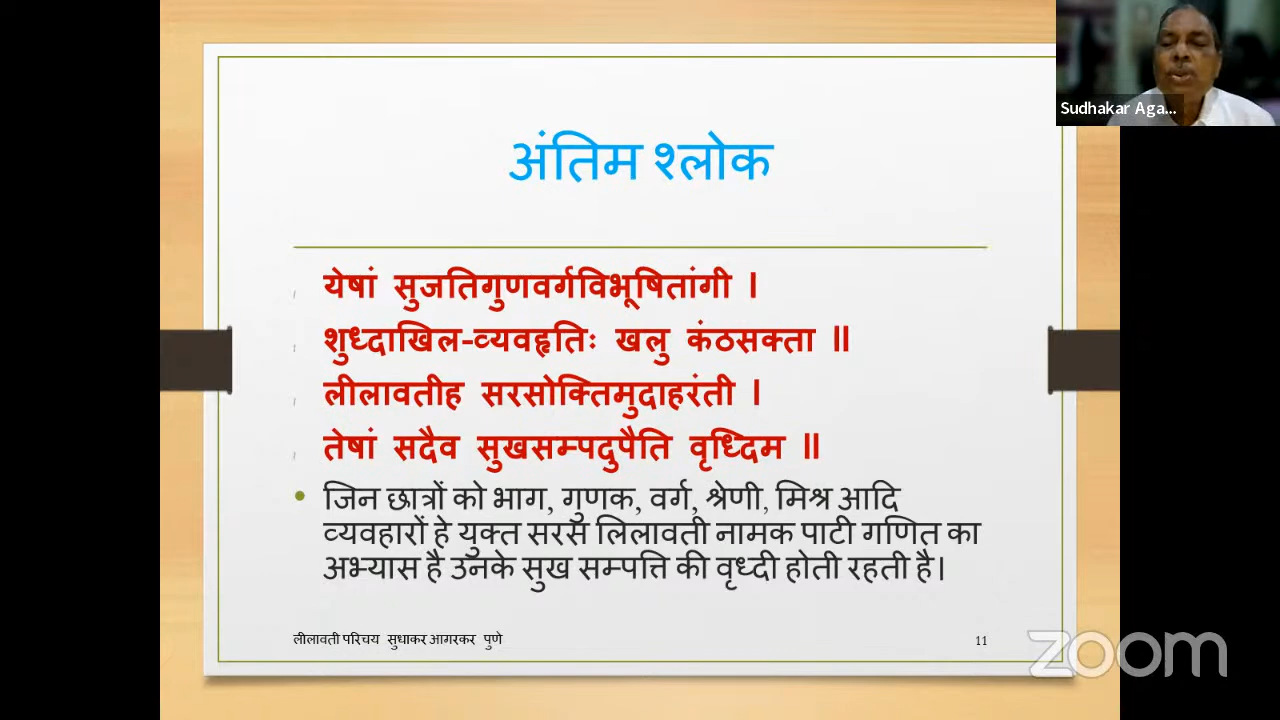 Sudhakar Aga...
अंतिम श्लोक
येषां सुजतिगुणवर्गविभूषितांगी ।
शुध्दाखिल-व्यवहृतिः खलु कंठसक्ता ॥
लीलावतीह सरसोक्तिमुदाहरंती ।
तेषां सदैव सुखसम्पदुपैति वृध्दिम ॥
• जिन छात्रों को भाग, गुणक, वर्ग, श्रेणी, मिश्र आदि
व्यवहारों हे युक्त सरस लिलावती नामक पाटी गणित का
अभ्यास है उनके सुख सम्पत्ति की वृध्दी होती रहती है।
लीलावती परिचय सुधाकर आगरकर पुणे
11
zoom